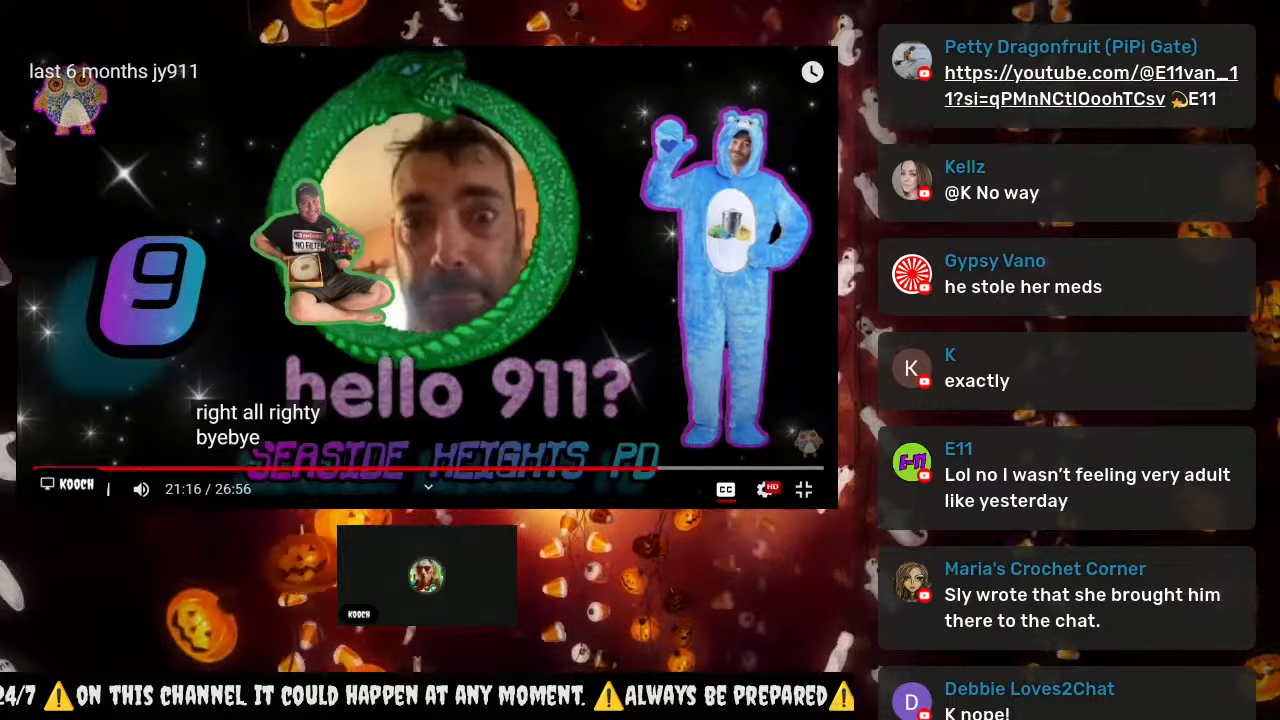 last 6 months jy911
DANGER
NO FILTER
9
hello 911?
right all righty
byebye
SEASIDE HEIGHTS PD
KOOCH
21:16 / 26:56
CC
HD
KOOCH
24/7 ⚠️ON THIS CHANNEL. IT COULD HAPPEN AT ANY MOMENT. ⚠️ALWAYS BE PREPARED⚠️
Petty Dragonfruit (PiPi Gate)
https://youtube.com/@E11van_1
1?si=qPMnNCtlOoohTCsv 💫E11
Kellz
@K No way
Gypsy Vano
he stole her meds
K
K
exactly
E11
E-11
Lol no I wasn’t feeling very adult
like yesterday
Maria's Crochet Corner
Sly wrote that she brought him
there to the chat.
D
Debbie Loves2Chat
K nope!